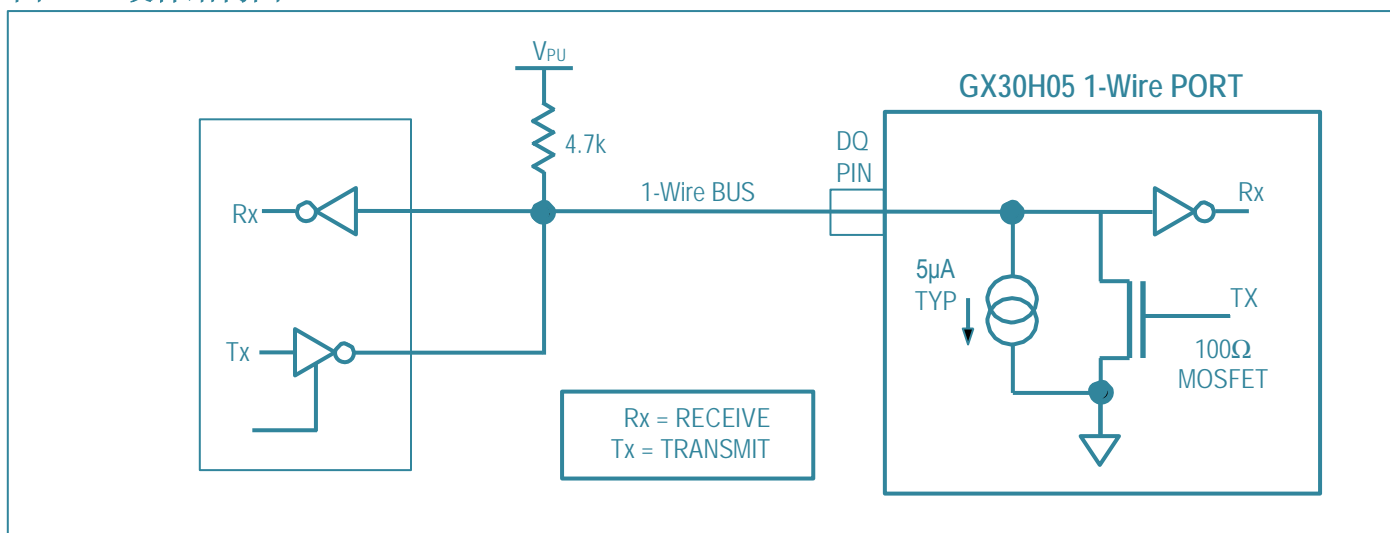 V_PU
4.7k
GX30H05 1-Wire PORT
DQ
PIN
1-Wire BUS
Rx
Rx
5µA
TYP
TX
100Ω
MOSFET
Tx
Rx = RECEIVE
Tx = TRANSMIT